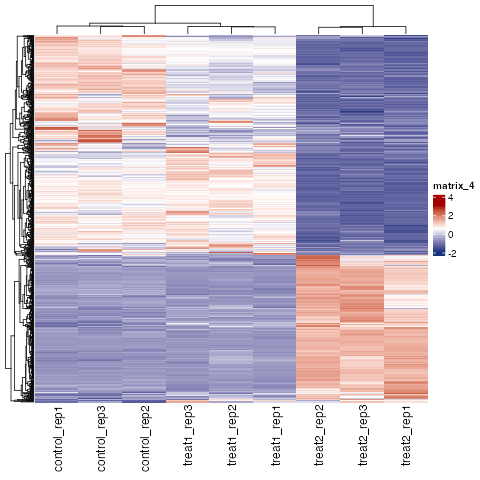 matrix_4
4
2
0
-2
control_rep1
control_rep3
control_rep2
treat1_rep3
treat1_rep2
treat1_rep1
treat2_rep2
treat2_rep3
treat2_rep1